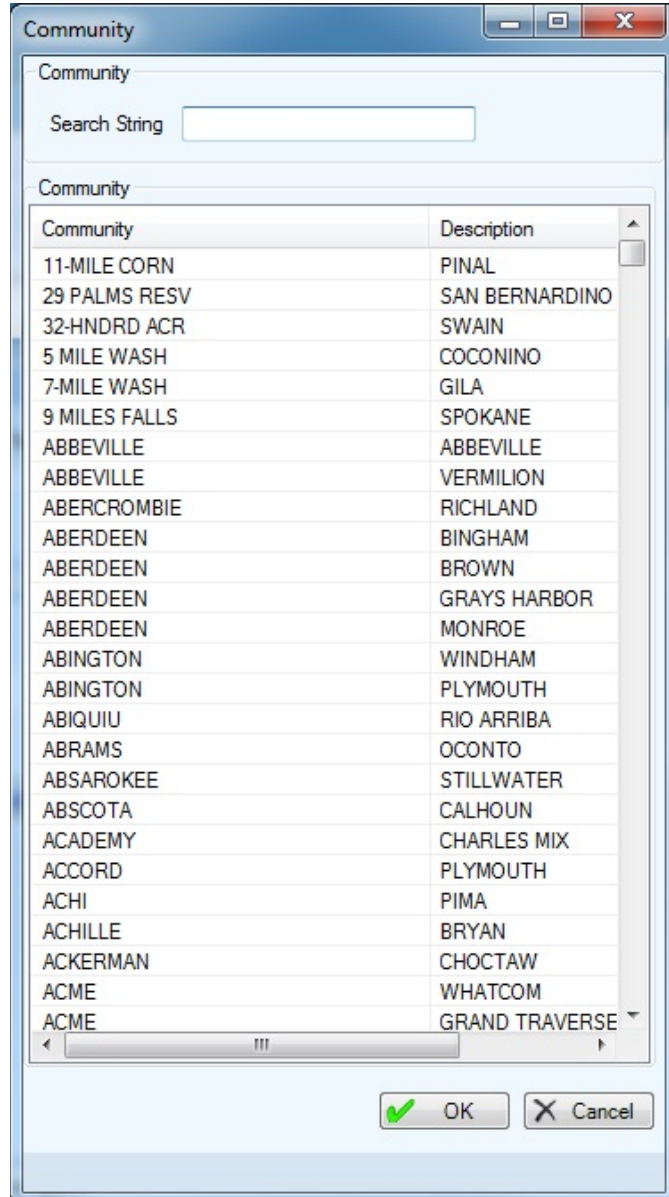 Community
Community
Search String
Community
Community Description
11-MILE CORN PINAL
29 PALMS RESV SAN BERNARDINO
32-HNDRD ACR SWAIN
5 MILE WASH COCONINO
7-MILE WASH GILA
9 MILES FALLS SPOKANE
ABBEVILLE ABBEVILLE
ABBEVILLE VERMILION
ABERCROMBIE RICHLAND
ABERDEEN BINGHAM
ABERDEEN BROWN
ABERDEEN GRAYS HARBOR
ABERDEEN MONROE
ABINGTON WINDHAM
ABINGTON PLYMOUTH
ABIQUIU RIO ARRIBA
ABRAMS OCONTO
ABSAROKEE STILLWATER
ABSCOTA CALHOUN
ACADEMY CHARLES MIX
ACCORD PLYMOUTH
ACHI PIMA
ACHILLE BRYAN
ACKERMAN CHOCTAW
ACME WHATCOM
ACME GRAND TRAVERSE
OK Cancel